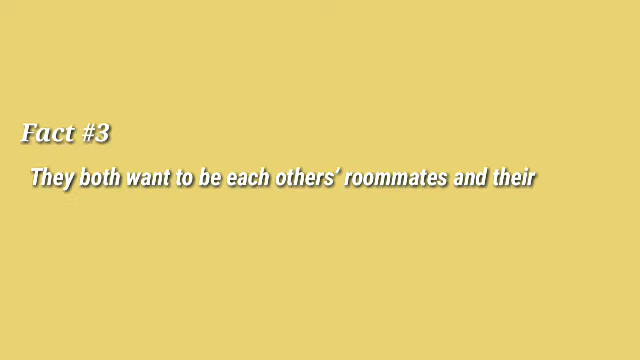 Fact #3
They both want to be each others’ roommates and their